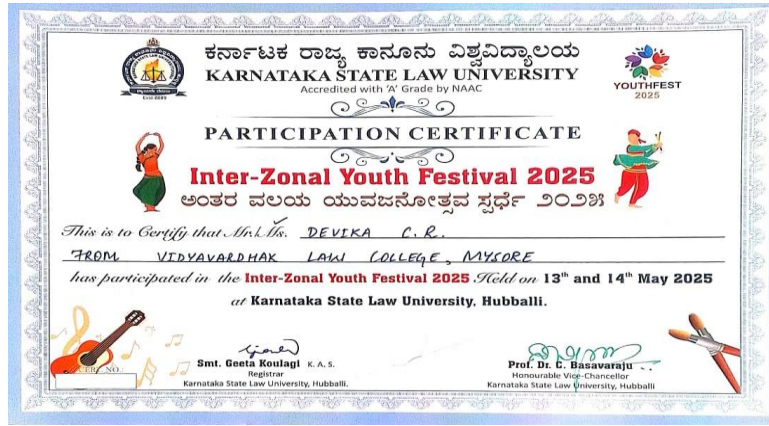 ಕರ್ನಾಟಕ ರಾಜ್ಯ ಕಾನೂನು ವಿಶ್ವವಿದ್ಯಾಲಯ
KARNATAKA STATE LAW UNIVERSITY
Accredited with 'A' Grade by NAAC
YOUTHFEST
2025
PARTICIPATION CERTIFICATE
Inter-Zonal Youth Festival 2025
ಅಂತರ ವಲಯ ಯುವಜನೋತ್ಸವ ಸ್ಪರ್ಧೆ ೨೦೨೫
This is to Certify that Mr./Ms. DEVIKA C. R.
FROM VIDYAVARDHAK LAW COLLEGE, MYSORE
has participated in the Inter-Zonal Youth Festival 2025 Held on 13th and 14th May 2025
at Karnataka State Law University, Hubballi.
CERT. NO.:
Smt. Geeta Koulagi K. A. S.
Registrar
Karnataka State Law University, Hubballi.
Prof. Dr. C. Basavaraju
Honourable Vice-Chancellor
Karnataka State Law University, Hubballi